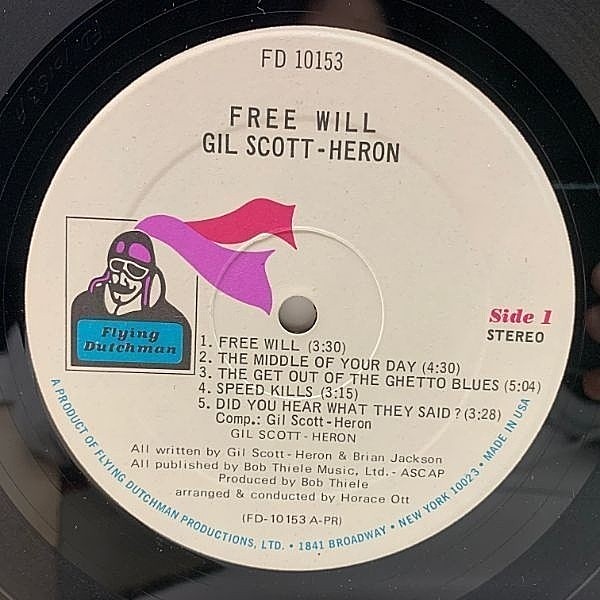 FD 10153
FREE WILL
GIL SCOTT-HERON
Flying
Dutchman
Side 1
STEREO
1. FREE WILL (3:30)
2. THE MIDDLE OF YOUR DAY (4:30)
3. THE GET OUT OF THE GHETTO BLUES (5:04)
4. SPEED KILLS (3:15)
5. DID YOU HEAR WHAT THEY SAID? (3:28)
Comp.: Gil Scott-Heron
GIL SCOTT-HERON
All written by Gil Scott-Heron & Brian Jackson
All published by Bob Thiele Music, Ltd.-ASCAP
Produced by Bob Thiele
arranged & conducted by Horace Ott
(FD-10153 A-PR)
A PRODUCT OF FLYING DUTCHMAN PRODUCTIONS, LTD. • 1841 BROADWAY • NEW YORK 10023 • MADE IN USA